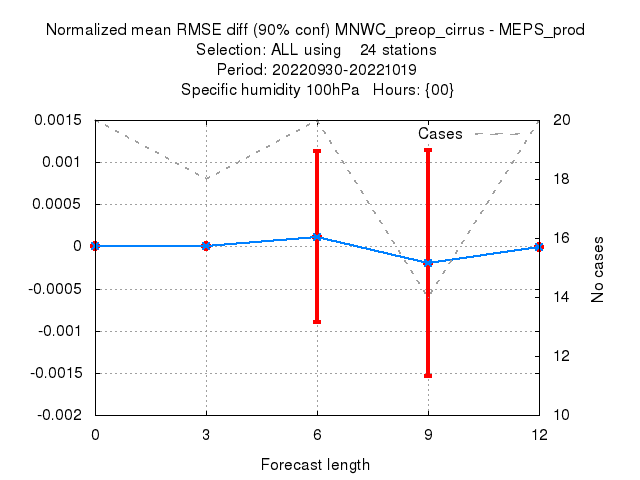 Normalized mean RMSE diff (90% conf) MNWC_preop_cirrus - MEPS_prod
Selection: ALL using    24 stations
Period: 20220930-20221019
Specific humidity 100hPa   Hours: {00}
Cases
0.0015
0.001
0.0005
0
-0.0005
-0.001
-0.0015
-0.002
20
18
16
14
12
10
No cases
0 3 6 9 12
Forecast length